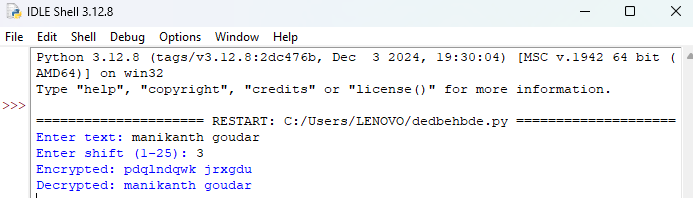 IDLE Shell 3.12.8
File Edit Shell Debug Options Window Help
Python 3.12.8 (tags/v3.12.8:2dc476b, Dec  3 2024, 19:30:04) [MSC v.1942 64 bit (
AMD64)] on win32
Type "help", "copyright", "credits" or "license()" for more information.
>>>
===================== RESTART: C:/Users/LENOVO/dedbehbde.py ====================
Enter text: manikanth goudar
Enter shift (1-25): 3
Encrypted: pdqlndqwk jrxgdu
Decrypted: manikanth goudar